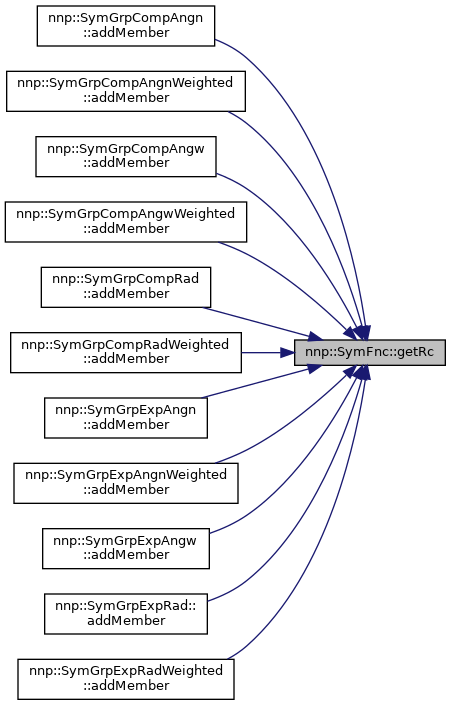 nnp::SymGrpCompAngn
::addMember
nnp::SymGrpCompAngnWeighted
::addMember
nnp::SymGrpCompAngw
::addMember
nnp::SymGrpCompAngwWeighted
::addMember
nnp::SymGrpCompRad
::addMember
nnp::SymGrpCompRadWeighted
::addMember
nnp::SymFnc::getRc
nnp::SymGrpExpAngn
::addMember
nnp::SymGrpExpAngnWeighted
::addMember
nnp::SymGrpExpAngw
::addMember
nnp::SymGrpExpRad::
addMember
nnp::SymGrpExpRadWeighted
::addMember